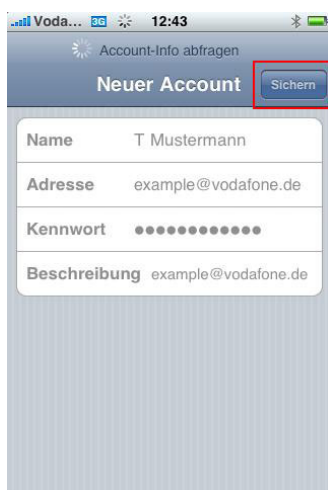 Voda... 3G 12:43
Account-Info abfragen
Neuer Account Sichern
Name T Mustermann
Adresse example@vodafone.de
Kennwort ●●●●●●●●●●●●
Beschreibung example@vodafone.de